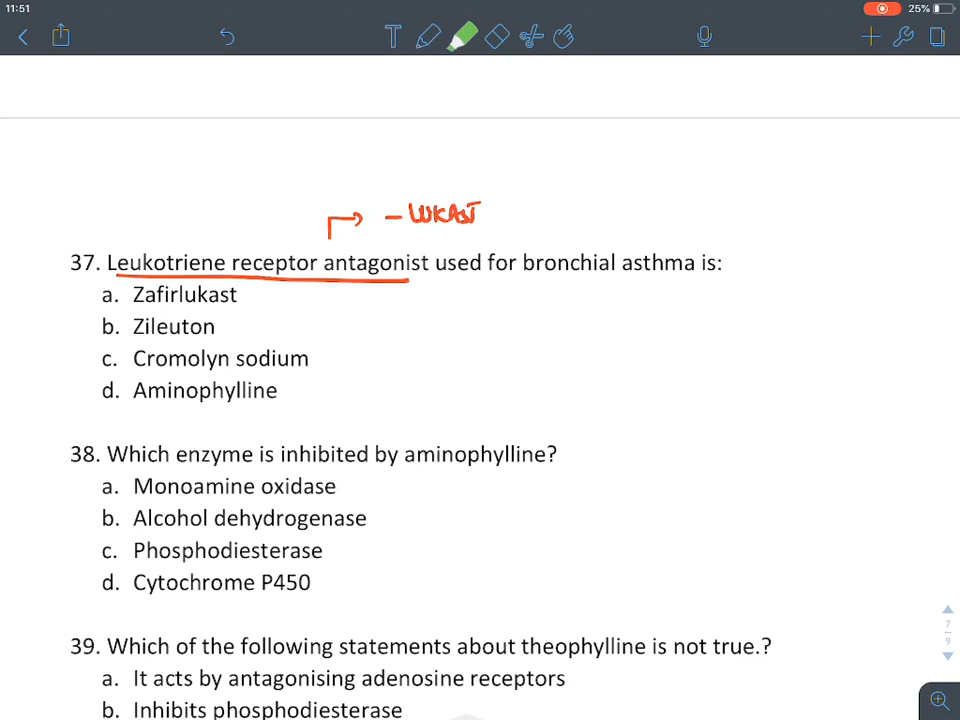 11:51
25%
T
– LUKAST
37. Leukotriene receptor antagonist used for bronchial asthma is:
a. Zafirlukast
b. Zileuton
c. Cromolyn sodium
d. Aminophylline
38. Which enzyme is inhibited by aminophylline?
a. Monoamine oxidase
b. Alcohol dehydrogenase
c. Phosphodiesterase
d. Cytochrome P450
39. Which of the following statements about theophylline is not true.?
a. It acts by antagonising adenosine receptors
b. Inhibits phosphodiesterase
7
9